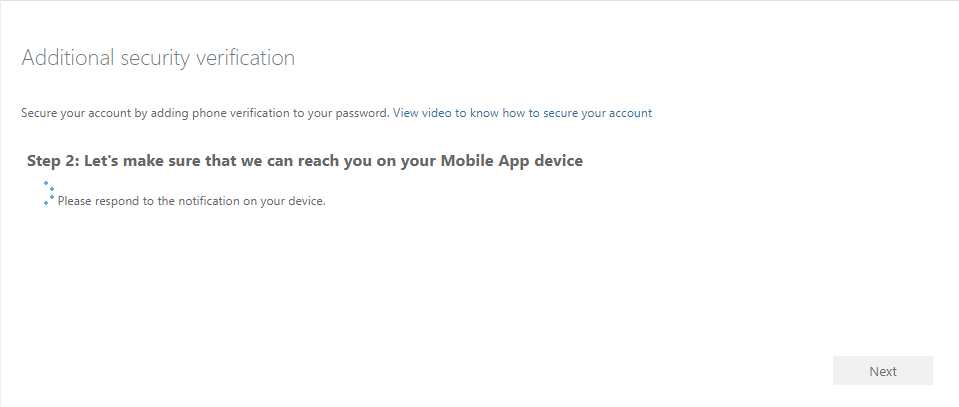 Additional security verification
Secure your account by adding phone verification to your password. View video to know how to secure your account
Step 2: Let's make sure that we can reach you on your Mobile App device
Please respond to the notification on your device.
Next